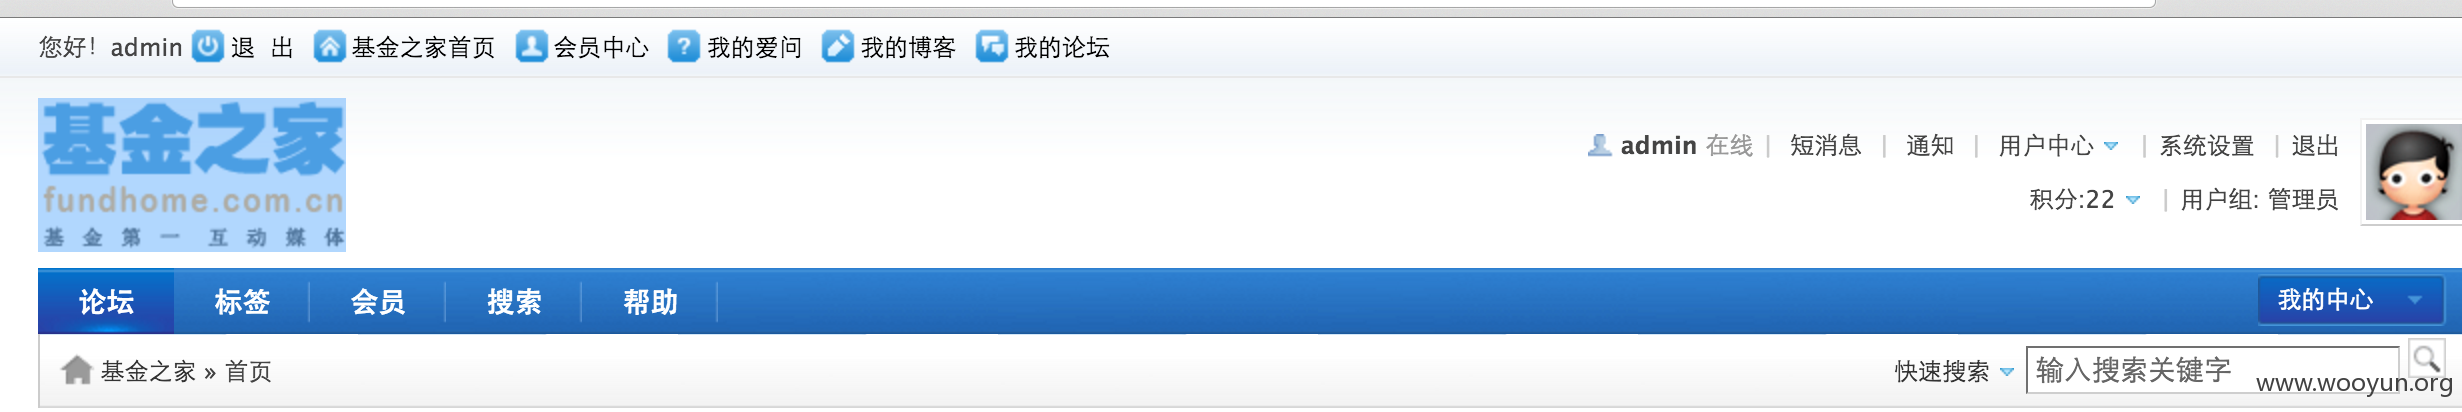 您好！admin 退 出 基金之家首页 会员中心 ? 我的爱问 我的博客 我的论坛
基金之家
fundhome.com.cn
基金第一互动媒体
admin 在线 | 短消息 | 通知 | 用户中心 | 系统设置 | 退出
积分:22 | 用户组: 管理员
论坛 标签 会员 搜索 帮助 我的中心
基金之家 » 首页 快速搜索 输入搜索关键字
www.wooyun.org